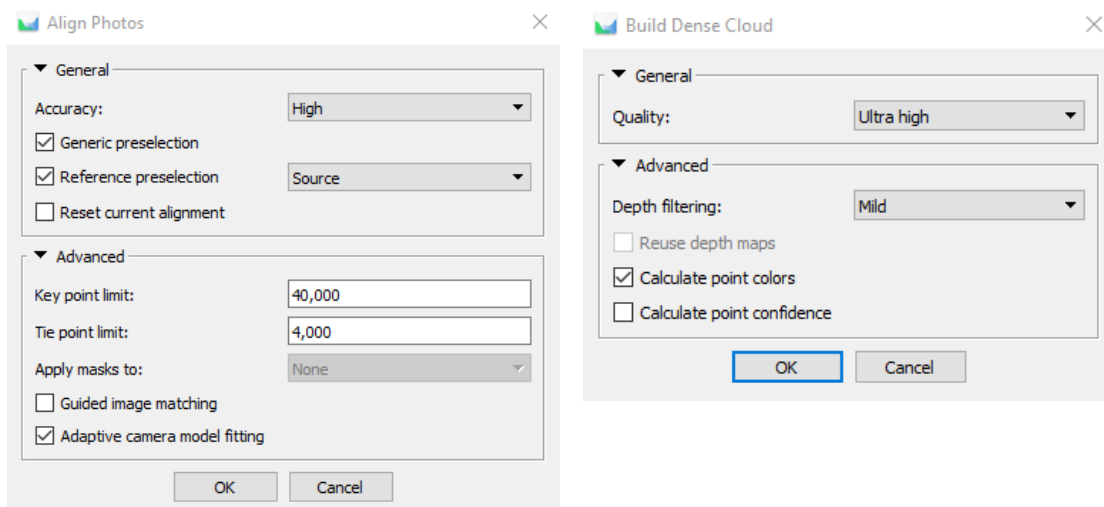 Align Photos
General
Accuracy: High
Generic preselection
Reference preselection Source
Reset current alignment
Advanced
Key point limit: 40,000
Tie point limit: 4,000
Apply masks to: None
Guided image matching
Adaptive camera model fitting
OK Cancel
Build Dense Cloud
General
Quality: Ultra high
Advanced
Depth filtering: Mild
Reuse depth maps
Calculate point colors
Calculate point confidence
OK Cancel